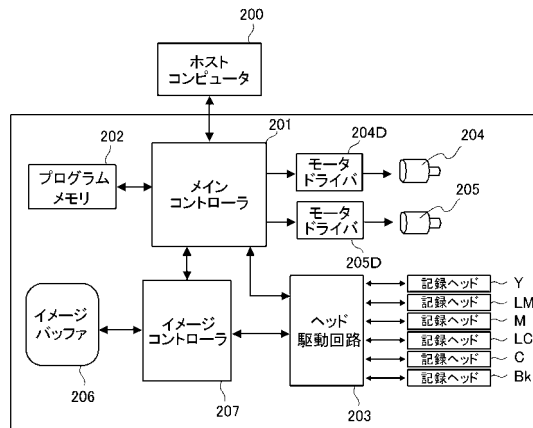 200
ホスト
コンピュータ
201
202
プログラム
メモリ
メイン
コントローラ
204D
モータ
ドライバ
204
モータ
ドライバ
205
205D
イメージ
バッファ
206
イメージ
コントローラ
207
ヘッド
駆動回路
203
記録ヘッド Y
記録ヘッド LM
記録ヘッド M
記録ヘッド LC
記録ヘッド C
記録ヘッド Bk